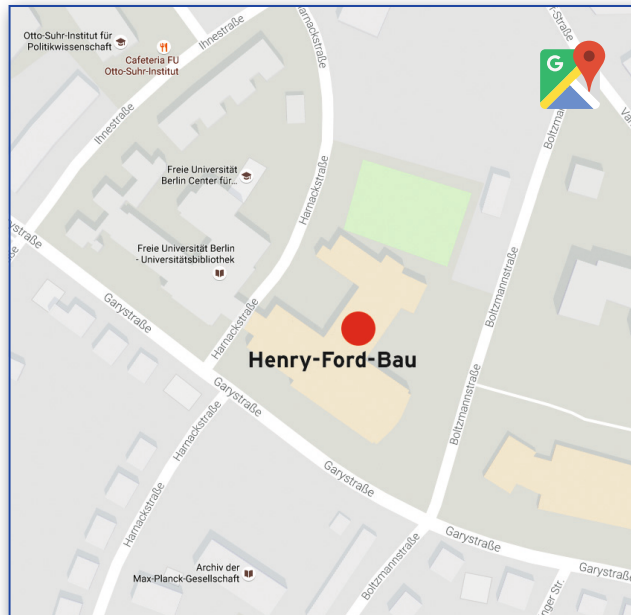 Otto-Suhr-Institut für
Politikwissenschaft
Cafeteria FU
Otto-Suhr-Institut
Ihnestraße
Harnackstraße
G
Ihnestraße
Freie Universität
Berlin Center für...
Harnackstraße
Freie Universität Berlin
- Universitätsbibliothek
Boltzmannstraße
Garystraße
Harnackstraße
Henry-Ford-Bau
Garystraße
Boltzmannstraße
Harnackstraße
Garystraße
Garystraße
Boltzmannstraße
Garystraße
Archiv der
Max-Planck-Gesellschaft